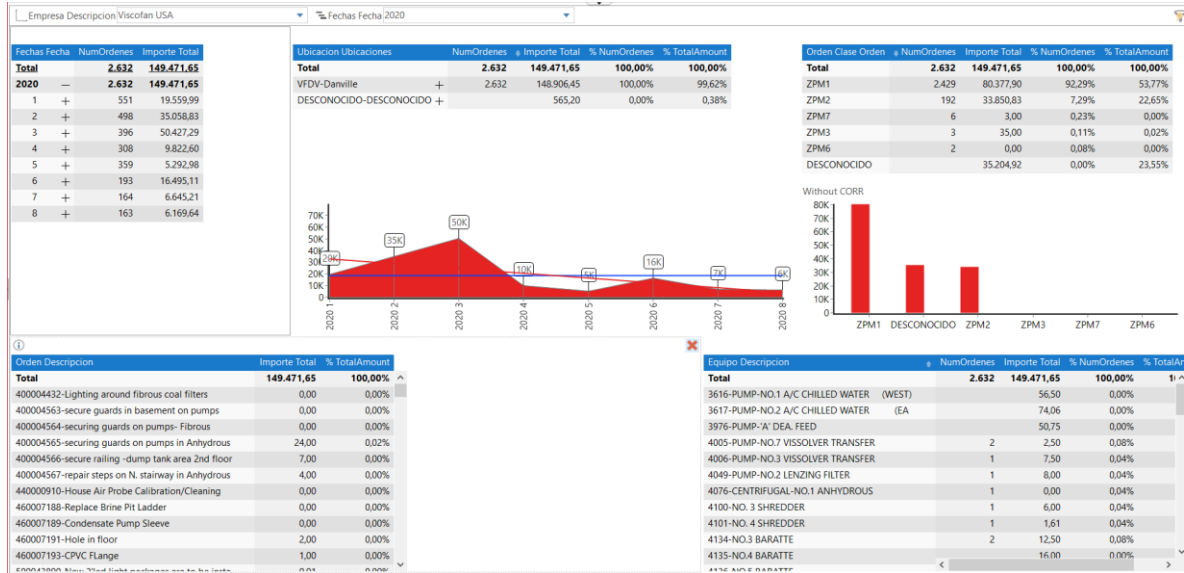 Empresa Descripcion Viscofan USA Fechas Fecha 2020
Fechas Fecha NumOrdenes Importe Total
Total 2.632 149.471,65
2020 − 2.632 149.471,65
1 + 551 19.559,99
2 + 498 35.058,83
3 + 396 50.427,29
4 + 308 9.822,60
5 + 359 5.292,98
6 + 193 16.495,11
7 + 164 6.645,21
8 + 163 6.169,64
Ubicacion Ubicaciones NumOrdenes Importe Total % NumOrdenes % TotalAmount
Total 2.632 149.471,65 100,00% 100,00%
VFDV-Danville + 2.632 148.906,45 100,00% 99,62%
DESCONOCIDO-DESCONOCIDO + 565,20 0,00% 0,38%
Orden Clase Orden NumOrdenes Importe Total % NumOrdenes % TotalAmount
Total 2.632 149.471,65 100,00% 100,00%
ZPM1 2.429 80.377,90 92,29% 53,77%
ZPM2 192 33.850,83 7,29% 22,65%
ZPM7 6 3,00 0,23% 0,00%
ZPM3 3 35,00 0,11% 0,02%
ZPM6 2 0,00 0,08% 0,00%
DESCONOCIDO 35.204,92 0,00% 23,55%
70K
60K
50K
40K
30K
20K
10K
0
20K 35K 50K 10K 5K 16K 7K 6K
2020 1 2020 2 2020 3 2020 4 2020 5 2020 6 2020 7 2020 8
Without CORR
80K
70K
60K
50K
40K
30K
20K
10K
0
ZPM1 DESCONOCIDO ZPM2 ZPM3 ZPM7 ZPM6
Orden Descripcion Importe Total % TotalAmount
Total 149.471,65 100,00%
400004432-Lighting around fibrous coal filters 0,00 0,00%
400004563-secure guards in basement on pumps 0,00 0,00%
400004564-securing guards on pumps- Fibrous 0,00 0,00%
400004565-securing guards on pumps in Anhydrous 24,00 0,02%
400004566-secure railing -dump tank area 2nd floor 7,00 0,00%
400004567-repair steps on N. stairway in Anhydrous 4,00 0,00%
440000910-House Air Probe Calibration/Cleaning 0,00 0,00%
460007188-Replace Brine Pit Ladder 0,00 0,00%
460007189-Condensate Pump Sleeve 0,00 0,00%
460007191-Hole in floor 2,00 0,00%
460007193-CPVC FLange 1,00 0,00%
Equipo Descripcion NumOrdenes Importe Total % NumOrdenes % TotalAr
Total 2.632 149.471,65 100,00% 1
3616-PUMP-NO.1 A/C CHILLED WATER (WEST) 56,50 0,00%
3617-PUMP-NO.2 A/C CHILLED WATER (EA 74,06 0,00%
3976-PUMP-'A' DEA. FEED 50,75 0,00%
4005-PUMP-NO.7 VISSOLVER TRANSFER 2 2,50 0,08%
4006-PUMP-NO.3 VISSOLVER TRANSFER 1 7,50 0,04%
4049-PUMP-NO.2 LENZING FILTER 1 8,00 0,04%
4076-CENTRIFUGAL-NO.1 ANHYDROUS 1 0,00 0,04%
4100-NO. 3 SHREDDER 1 6,00 0,04%
4101-NO. 4 SHREDDER 1 1,61 0,04%
4134-NO.3 BARATTE 2 12,50 0,08%
4135-NO.4 BARATTE 16,00 0,00%